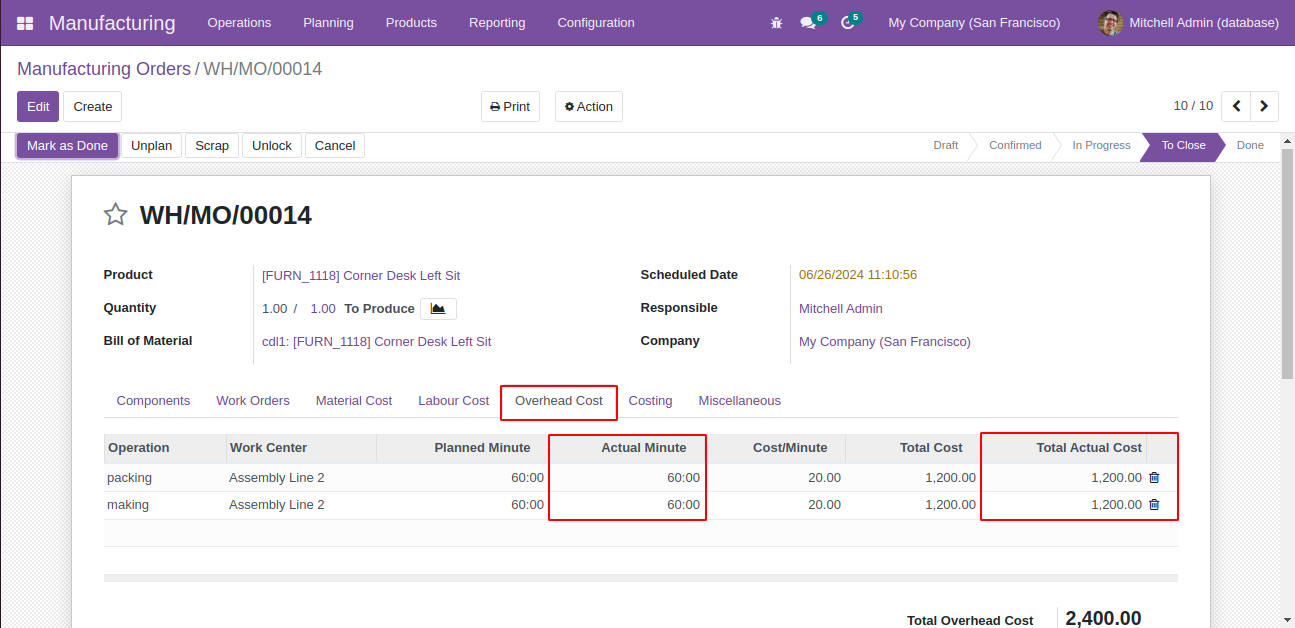 Manufacturing Operations Planning Products Reporting Configuration 6 5 My Company (San Francisco) Mitchell Admin (database)
Manufacturing Orders / WH/MO/00014
Edit Create Print Action 10 / 10
Mark as Done Unplan Scrap Unlock Cancel Draft Confirmed In Progress To Close Done
WH/MO/00014
Product [FURN_1118] Corner Desk Left Sit Scheduled Date 06/26/2024 11:10:56
Quantity 1.00 / 1.00 To Produce Responsible Mitchell Admin
Bill of Material cdl1: [FURN_1118] Corner Desk Left Sit Company My Company (San Francisco)
Components Work Orders Material Cost Labour Cost Overhead Cost Costing Miscellaneous
Operation Work Center Planned Minute Actual Minute Cost/Minute Total Cost Total Actual Cost
packing Assembly Line 2 60:00 60:00 20.00 1,200.00 1,200.00
making Assembly Line 2 60:00 60:00 20.00 1,200.00 1,200.00
Total Overhead Cost 2,400.00